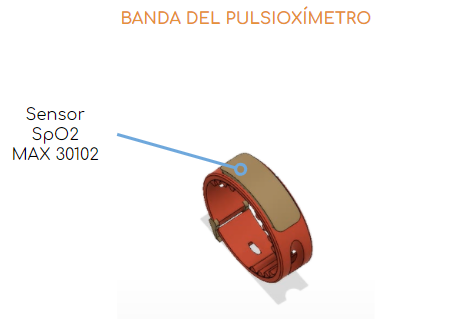 BANDA DEL PULSIOXÍMETRO
Sensor
SpO2
MAX 30102